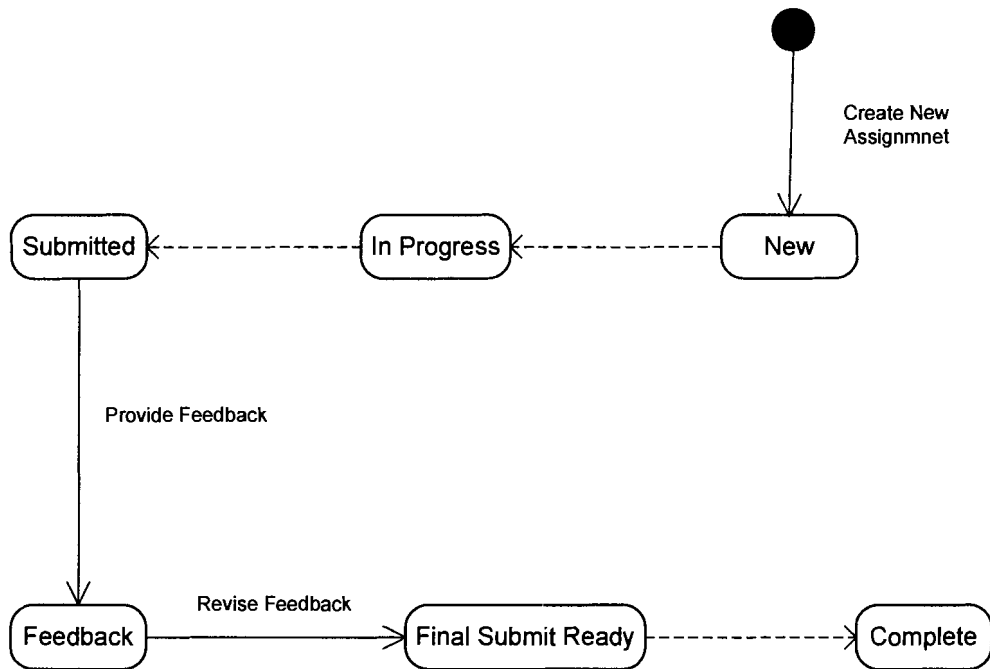 Create New
Assignmnet
Submitted
In Progress
New
Provide Feedback
Revise Feedback
Feedback
Final Submit Ready
Complete